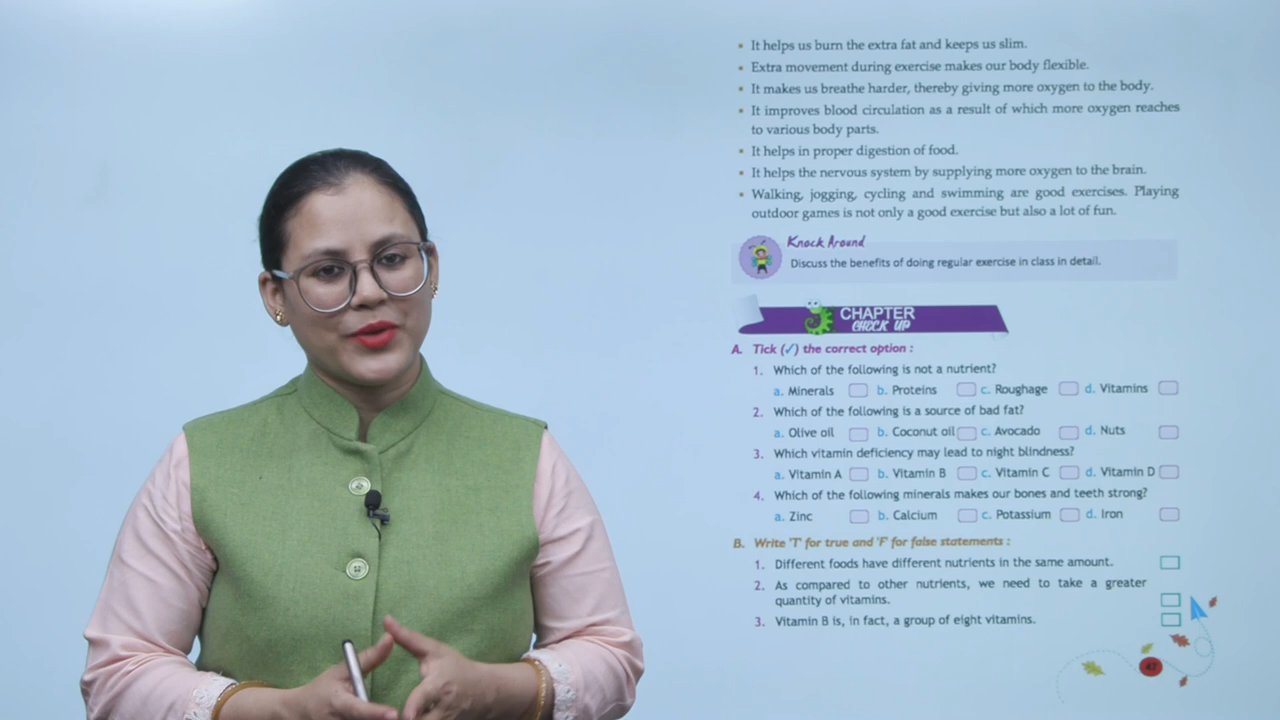 • It helps us burn the extra fat and keeps us slim.
• Extra movement during exercise makes our body flexible.
• It makes us breathe harder, thereby giving more oxygen to the body.
• It improves blood circulation as a result of which more oxygen reaches
to various body parts.
• It helps in proper digestion of food.
• It helps the nervous system by supplying more oxygen to the brain.
• Walking, jogging, cycling and swimming are good exercises. Playing
outdoor games is not only a good exercise but also a lot of fun.
Knock Around
Discuss the benefits of doing regular exercise in class in detail.
CHAPTER
CHECK UP
A. Tick (✓) the correct option :
1. Which of the following is not a nutrient?
a. Minerals b. Proteins c. Roughage d. Vitamins
2. Which of the following is a source of bad fat?
a. Olive oil b. Coconut oil c. Avocado d. Nuts
3. Which vitamin deficiency may lead to night blindness?
a. Vitamin A b. Vitamin B c. Vitamin C d. Vitamin D
4. Which of the following minerals makes our bones and teeth strong?
a. Zinc b. Calcium c. Potassium d. Iron
B. Write 'T' for true and 'F' for false statements :
1. Different foods have different nutrients in the same amount.
2. As compared to other nutrients, we need to take a greater
quantity of vitamins.
3. Vitamin B is, in fact, a group of eight vitamins.
47